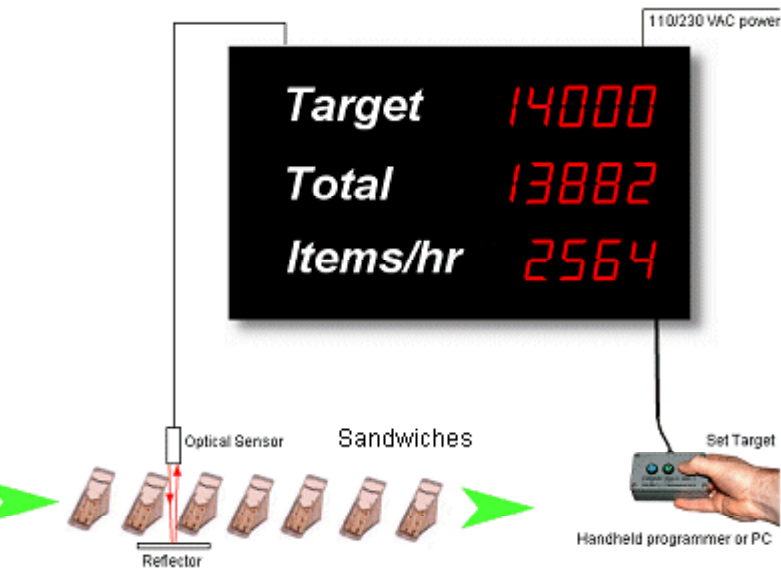 110/230 VAC power
Target 14000
Total 13882
Items/hr 2564
Optical Sensor
Sandwiches
Set Target
Reflector
Handheld programmer or PC